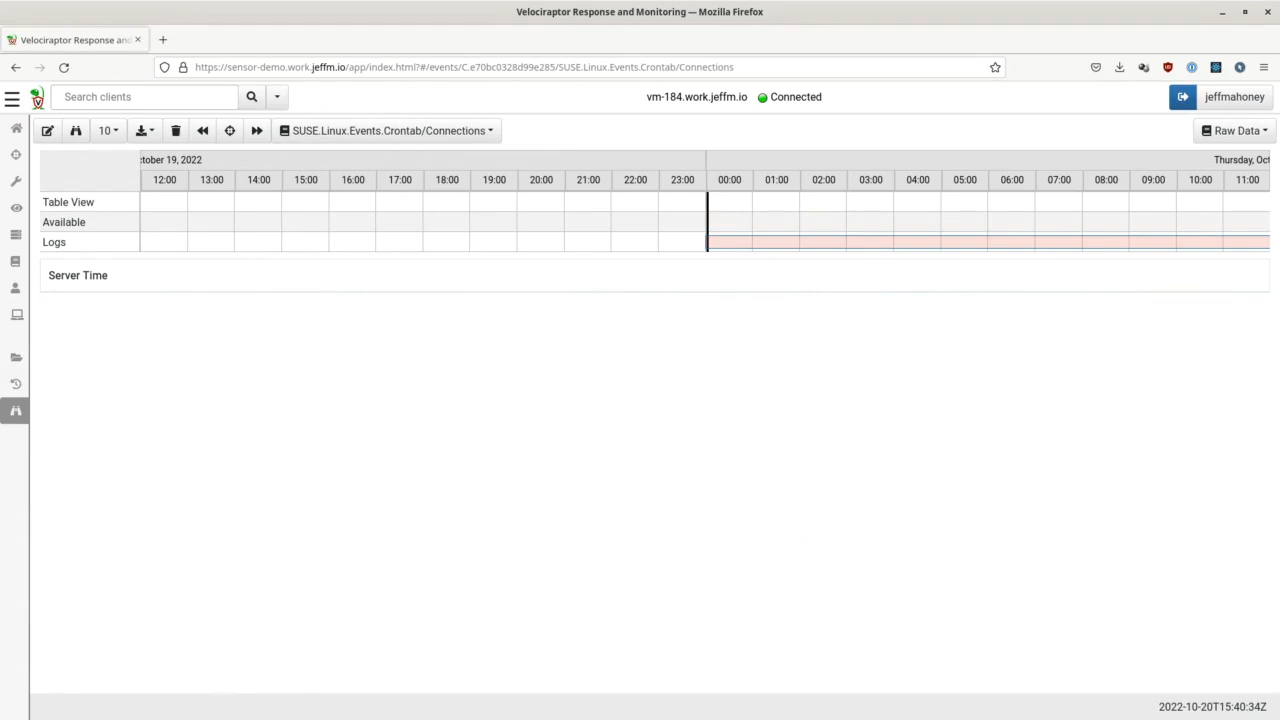 Velociraptor Response and Monitoring — Mozilla Firefox
Velociraptor Response and
https://sensor-demo.work.jeffm.io/app/index.html?#/events/C.e70bc0328d99e285/SUSE.Linux.Events.Crontab/Connections
Search clients
vm-184.work.jeffm.io Connected
jeffmahoney
10
SUSE.Linux.Events.Crontab/Connections
Raw Data
tober 19, 2022 Thursday, Oct
12:00 13:00 14:00 15:00 16:00 17:00 18:00 19:00 20:00 21:00 22:00 23:00 00:00 01:00 02:00 03:00 04:00 05:00 06:00 07:00 08:00 09:00 10:00 11:00
Table View
Available
Logs
Server Time
2022-10-20T15:40:34Z